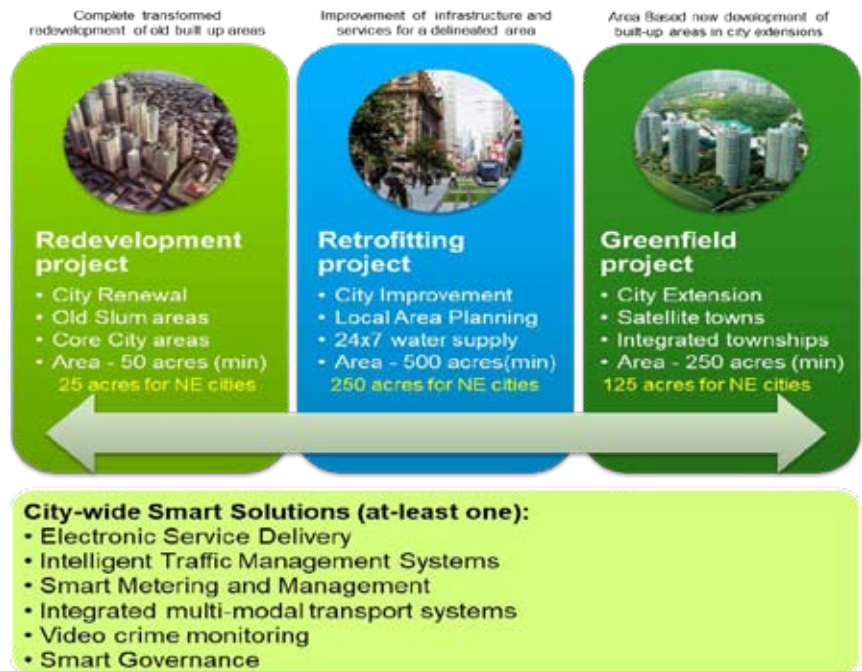 Complete transformed
redevelopment of old built up areas
Improvement of infrastructure and
services for a delineated area
Area Based new development of
built-up areas in city extensions
Redevelopment
project
• City Renewal
• Old Slum areas
• Core City areas
• Area - 50 acres (min)
25 acres for NE cities
Retrofitting
project
• City Improvement
• Local Area Planning
• 24x7 water supply
• Area - 500 acres(min)
250 acres for NE cities
Greenfield
project
• City Extension
• Satellite towns
• Integrated townships
• Area - 250 acres (min)
125 acres for NE cities
City-wide Smart Solutions (at-least one):
• Electronic Service Delivery
• Intelligent Traffic Management Systems
• Smart Metering and Management
• Integrated multi-modal transport systems
• Video crime monitoring
• Smart Governance